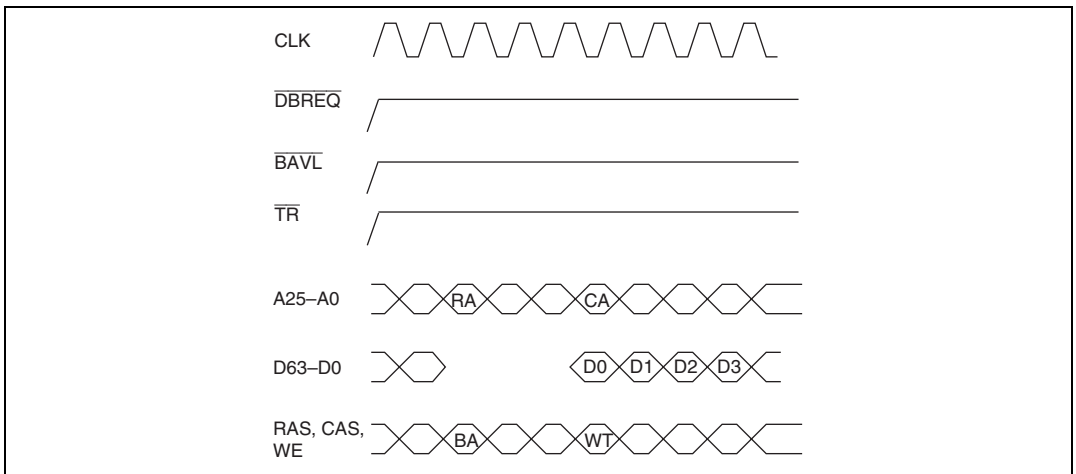 CLK
DBREQ
BAVL
TR
A25–A0 RA CA
D63–D0 D0 D1 D2 D3
RAS, CAS,
WE BA WT